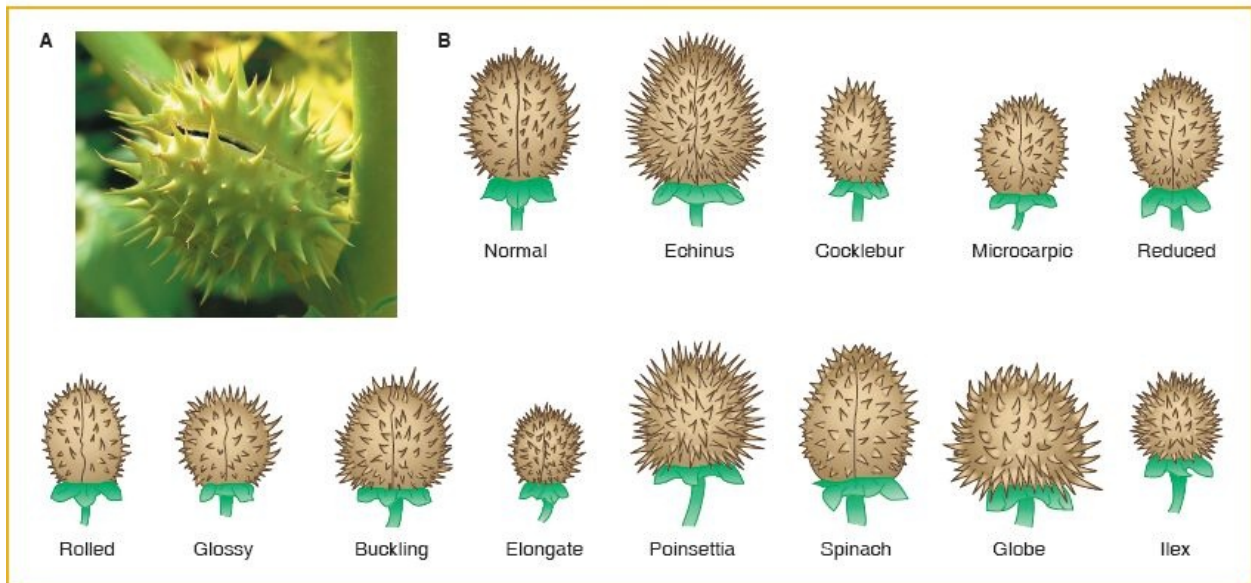 A
B
Normal
Echinus
Cocklebur
Microcarpic
Reduced
Rolled
Glossy
Buckling
Elongate
Poinsettia
Spinach
Globe
Ilex